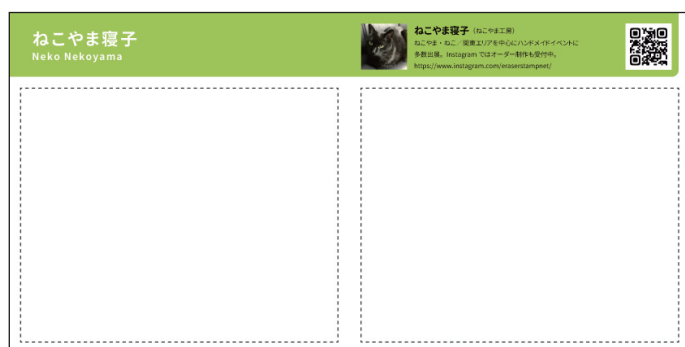 ねこやま寝子
Neko Nekoyama
ねこやま寝子（ねこやま工房）
ねこやま・ねこ／関東エリアを中心にハンドメイドイベントに
多数出展。Instagram ではオーダー制作も受付中。
https://www.instagram.com/eraserstampnet/